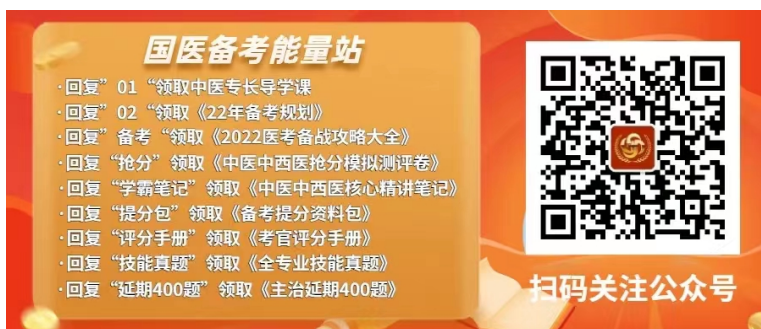 国医备考能量站
·回复”01“领取中医专长导学课
·回复”02“领取《22年备考规划》
·回复”备考“领取《2022医考备战攻略大全》
·回复“抢分”领取《中医中西医抢分模拟测评卷》
·回复“学霸笔记”领取《中医中西医核心精讲笔记》
·回复“提分包”领取《备考提分资料包》
·回复“评分手册”领取《考官评分手册》
·回复“技能真题”领取《全专业技能真题》
·回复“延期400题”领取《主治延期400题》
扫码关注公众号